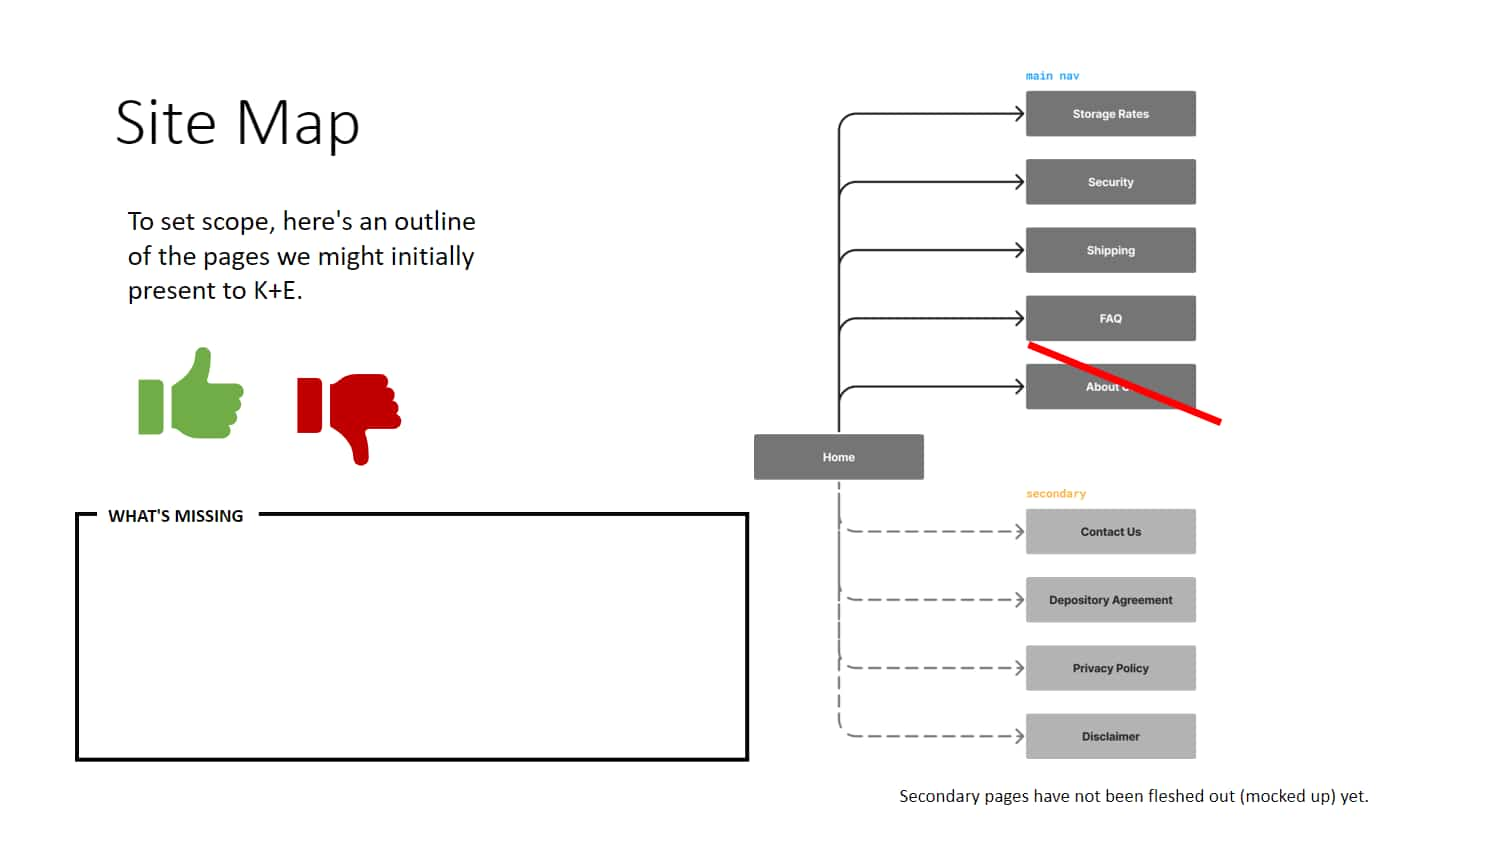 Site Map
To set scope, here's an outline
of the pages we might initially
present to K+E.
WHAT'S MISSING
main nav
Storage Rates
Security
Shipping
FAQ
About
Home
secondary
Contact Us
Depository Agreement
Privacy Policy
Disclaimer
Secondary pages have not been fleshed out (mocked up) yet.